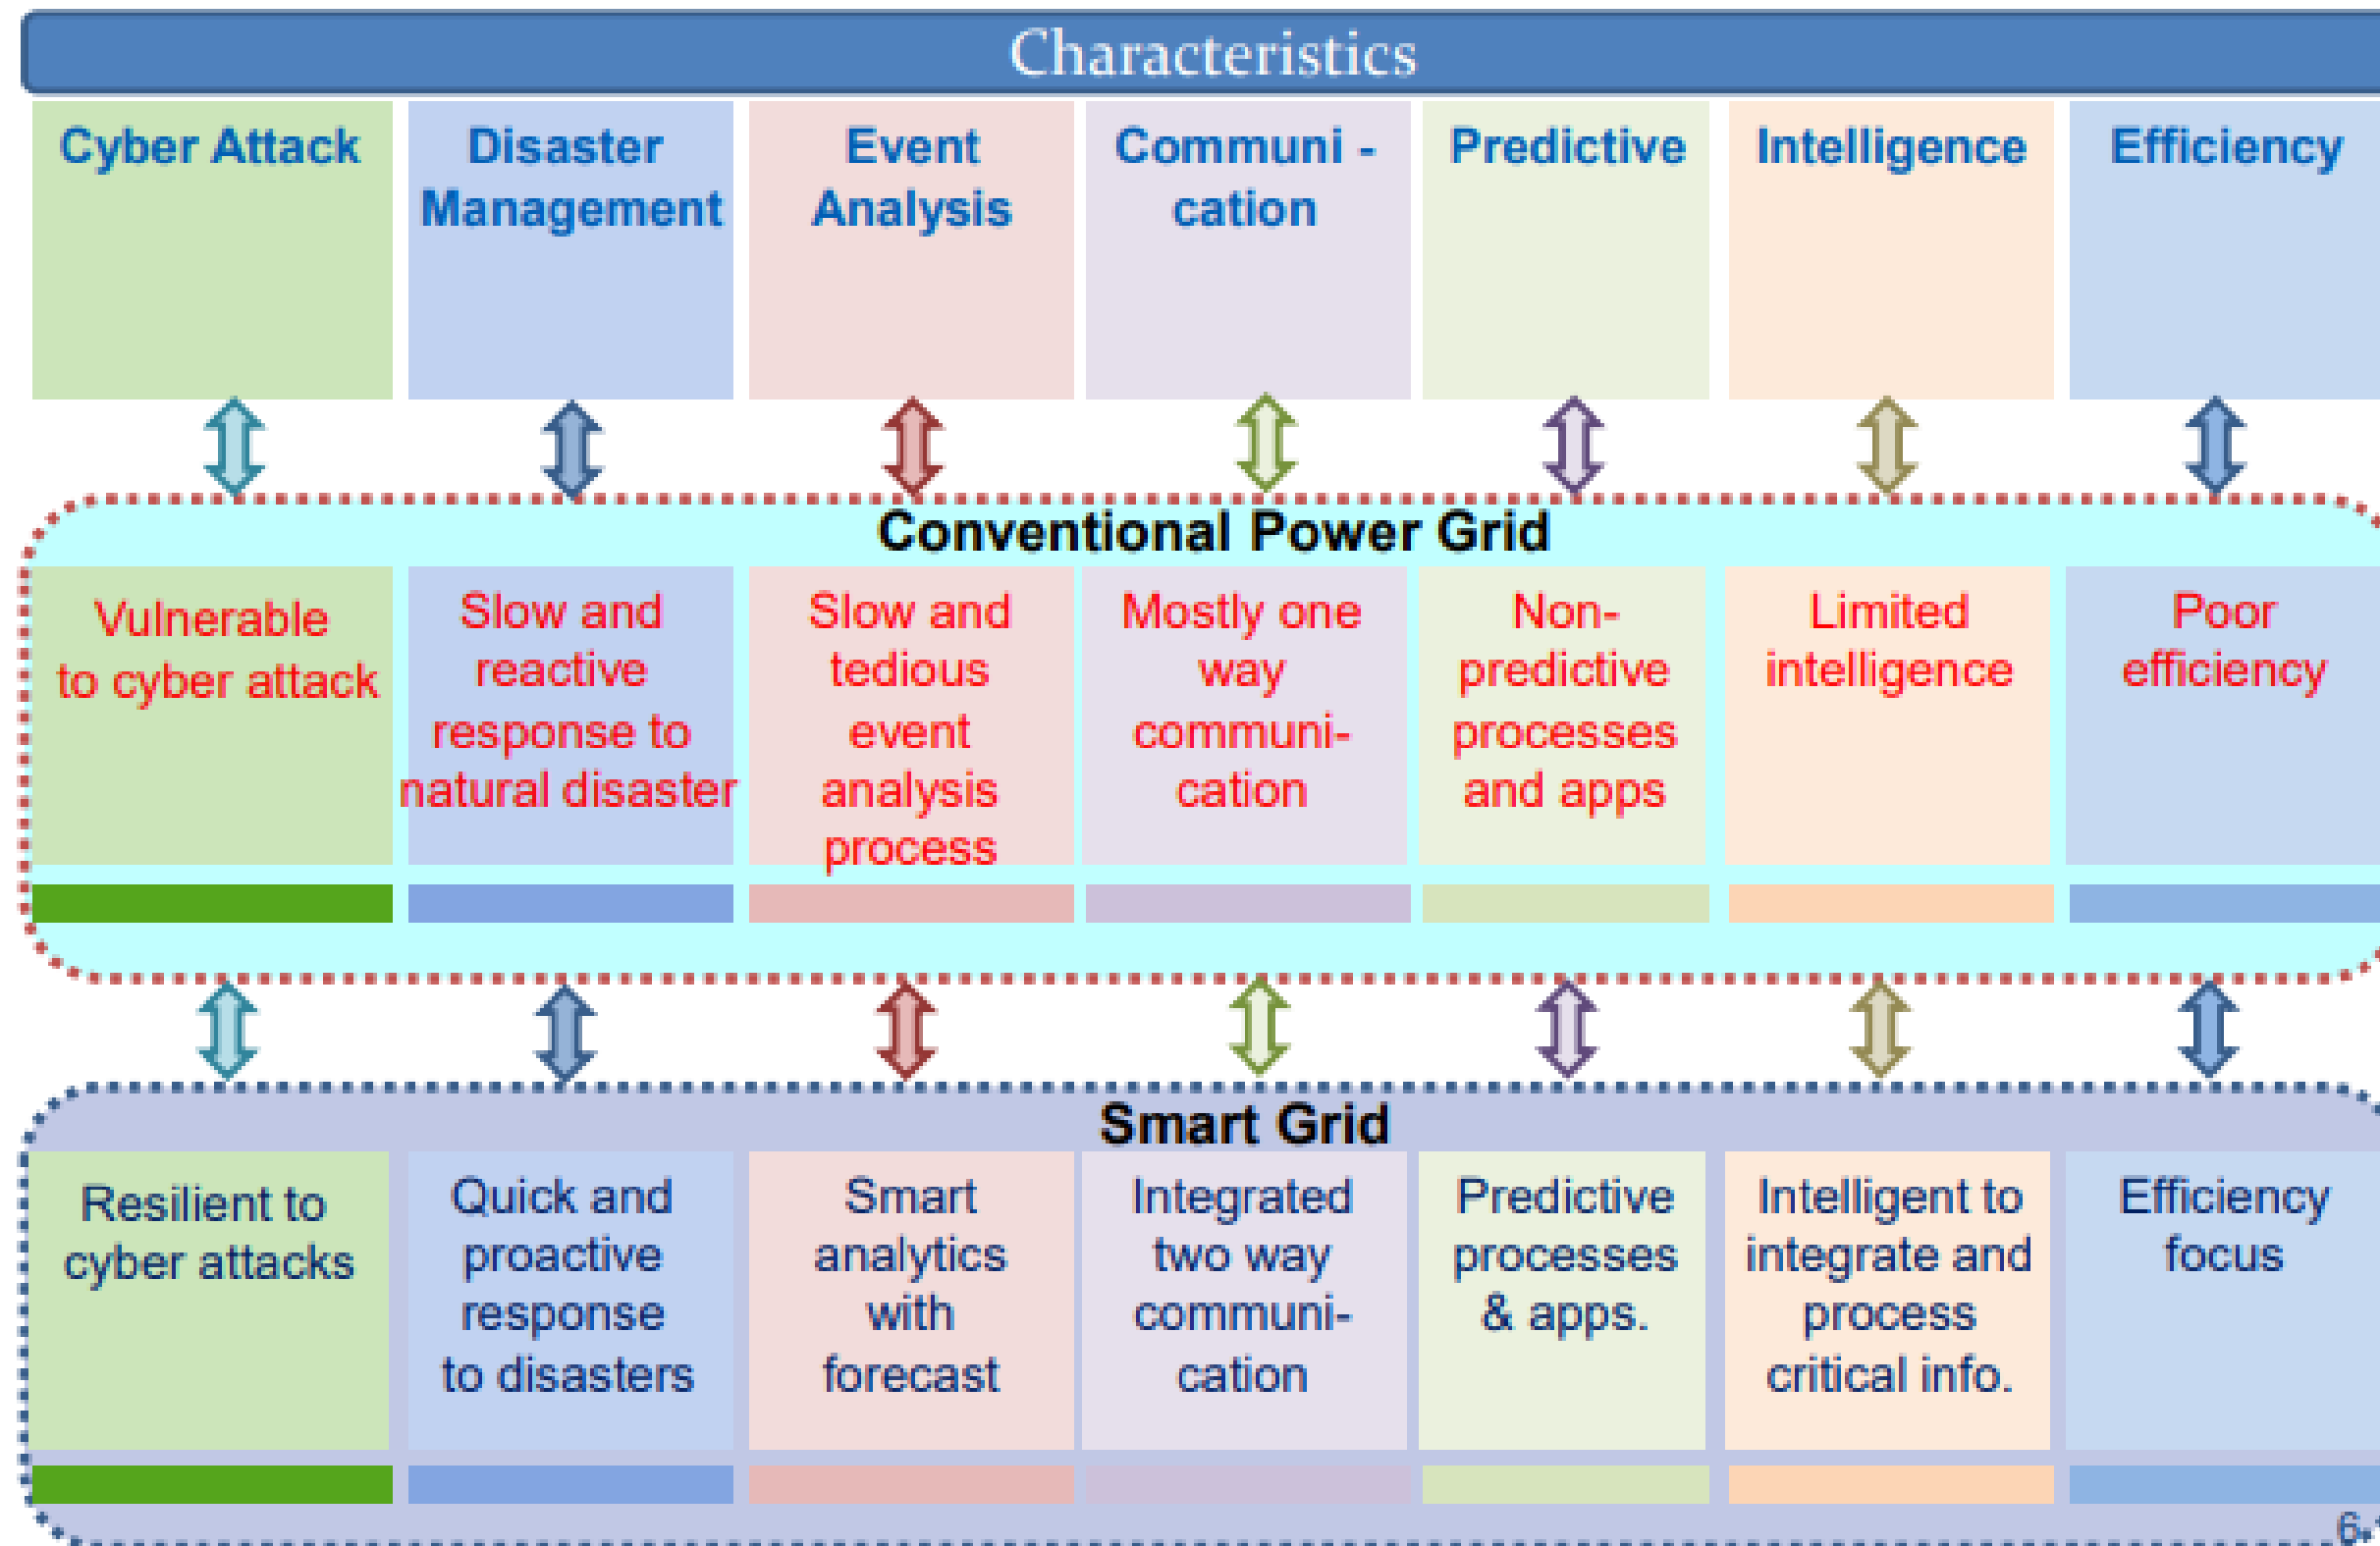 Characteristics
Cyber Attack
Disaster
Management
Event
Analysis
Communi -
cation
Predictive
Intelligence
Efficiency
Conventional Power Grid
Vulnerable
to cyber attack
Slow and
reactive
response to
natural disaster
Slow and
tedious
event
analysis
process
Mostly one
way
communi-
cation
Non-
predictive
processes
and apps
Limited
intelligence
Poor
efficiency
Smart Grid
Resilient to
cyber attacks
Quick and
proactive
response
to disasters
Smart
analytics
with
forecast
Integrated
two way
communi-
cation
Predictive
processes
& apps.
Intelligent to
integrate and
process
critical info.
Efficiency
focus
6